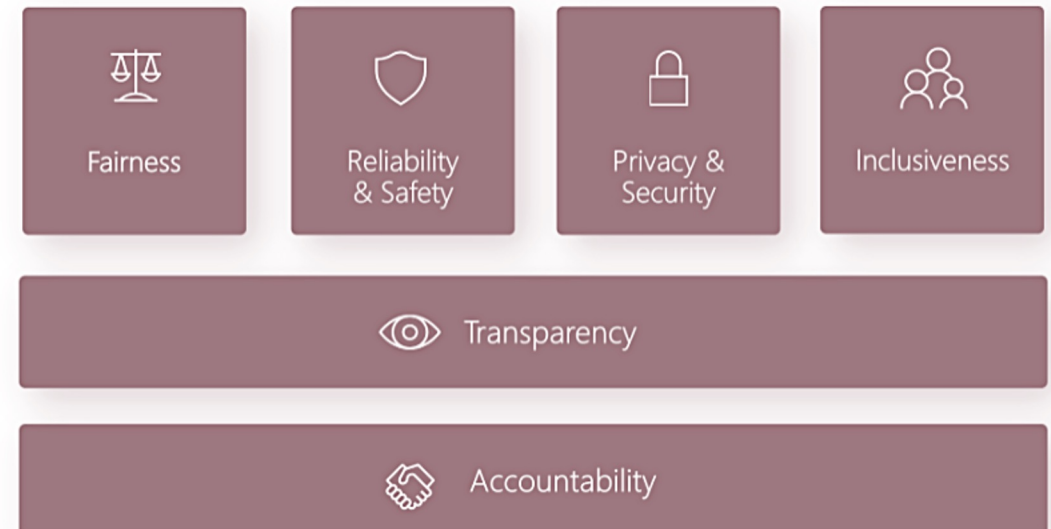 Fairness
Reliability
& Safety
Privacy &
Security
Inclusiveness
Transparency
Accountability